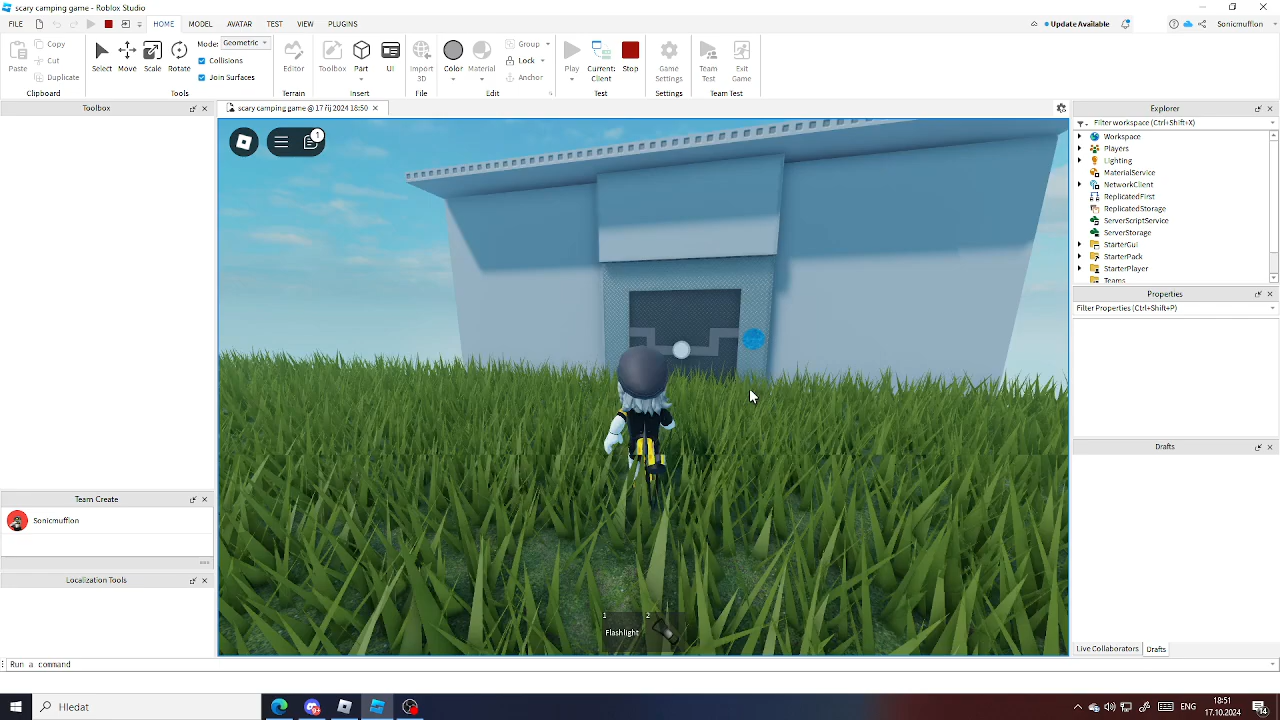 scary camping game - Roblox Studio
FILE HOME MODEL AVATAR TEST VIEW PLUGINS Update Available Sonicmuffion
Paste Copy Cut Duplicate Clipboard
Select Move Scale Rotate Mode: Geometric Collisions Join Surfaces Tools
Editor Terrain
Toolbox Part UI Insert
Import 3D File
Color Material Group Lock Anchor Edit
Play Current: Client Stop Test
Game Settings Settings
Team Test Exit Game Team Test
Toolbox
scary camping game @ 17 říj 2024 18:50
Explorer
Filter workspace (Ctrl+Shift+X)
1
Workspace
Players
Lighting
MaterialService
NetworkClient
ReplicatedFirst
ReplicatedStorage
ServerScriptService
ServerStorage
StarterGui
StarterPack
StarterPlayer
Teams
Properties
Filter Properties (Ctrl+Shift+P)
Drafts
Team Create
Sonicmuffion
Localization Tools
1 2
Flashlight
Live Collaborators Drafts
Run a command
Hledat
18:51
17.10.2024